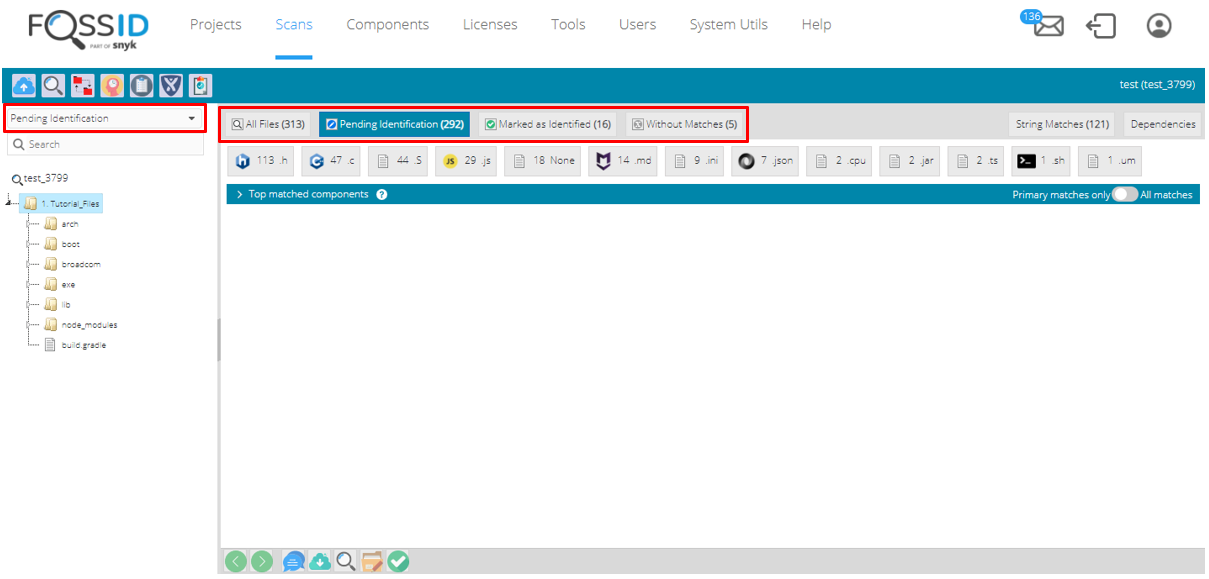 FOSSID
PART OF snyk
Projects Scans Components Licenses Tools Users System Utils Help
136
test (test_3799)
Pending Identification
All Files (313) Pending Identification (292) Marked as Identified (16) Without Matches (5) String Matches (121) Dependencies
Search
113 .h 47 .c 44 .S JS 29 .js 18 None 14 .md 9 .ini 7 .json 2 .cpu 2 .jar 2 .ts 1 .sh 1 .um
test_3799
Top matched components ? Primary matches only All matches
1. Tutorial_Files
arch
boot
broadcom
exe
lib
node_modules
build.gradle